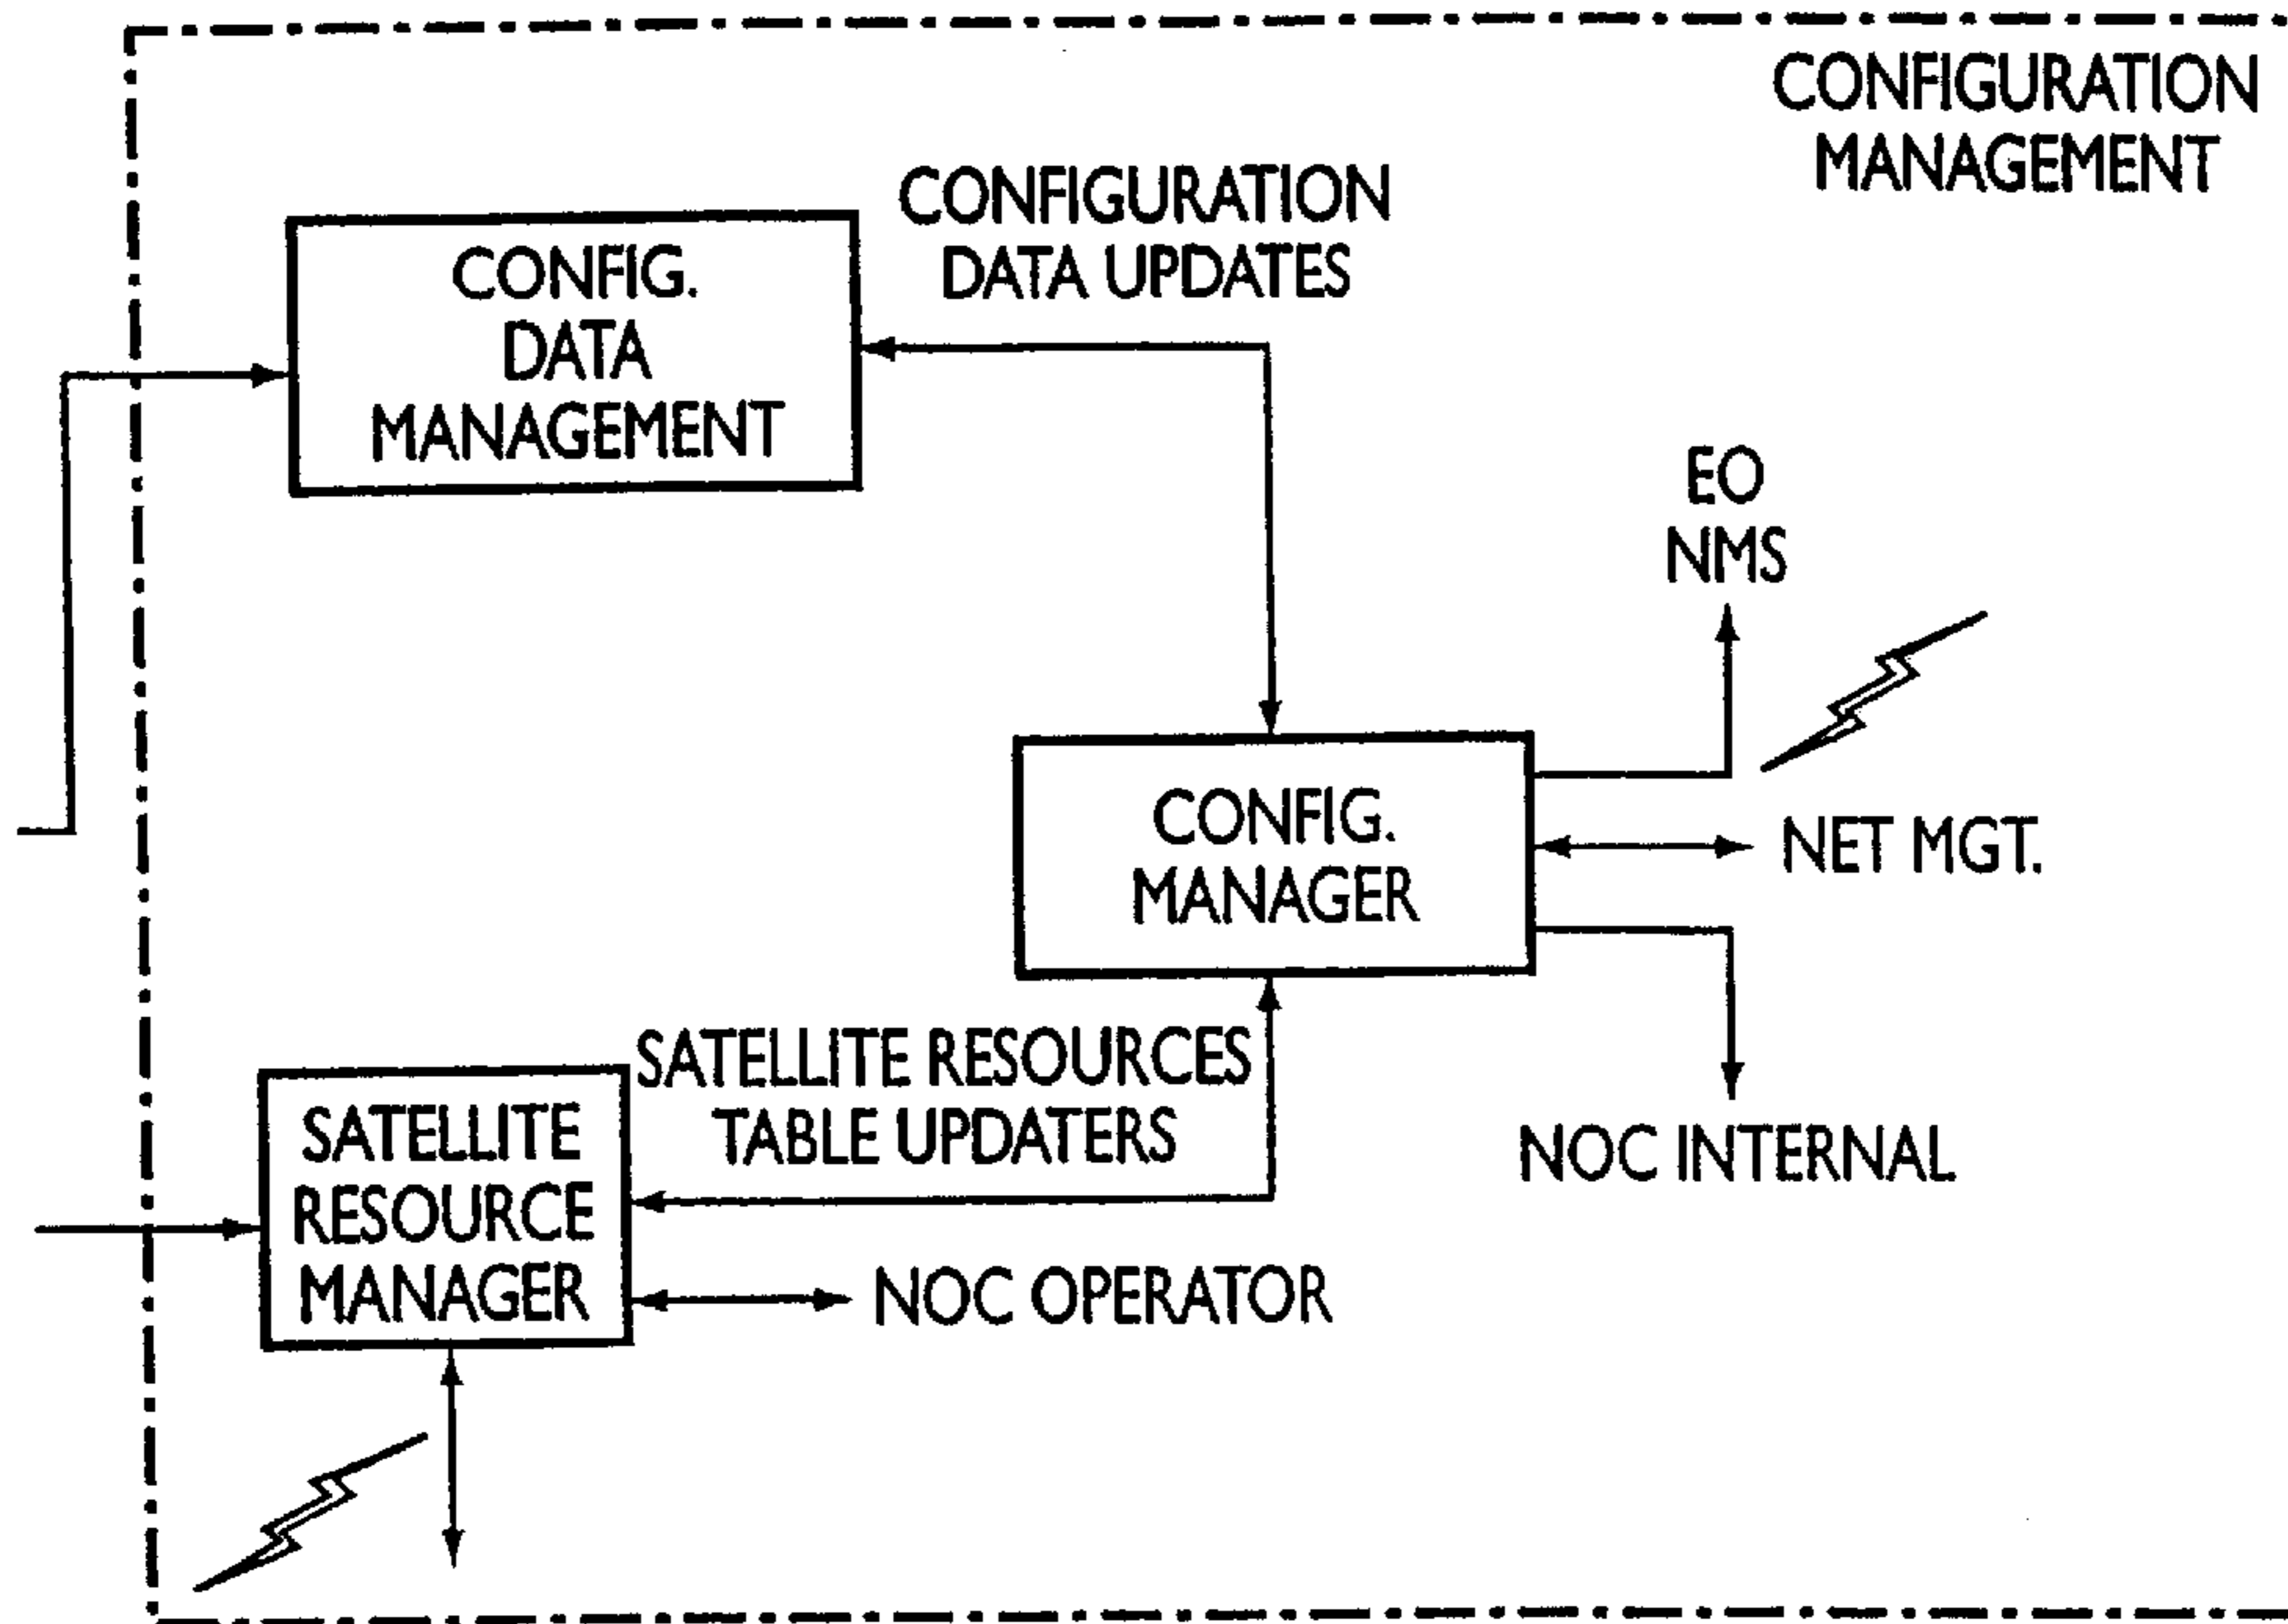 CONFIGURATION
MANAGEMENT
CONFIGURATION
DATA UPDATES
CONFIG.
DATA
MANAGEMENT
EO
NMS
CONFIG.
MANAGER
NET MGT.
NOC INTERNAL
SATELLITE RESOURCES
TABLE UPDATERS
SATELLITE
RESOURCE
MANAGER
NOC OPERATOR